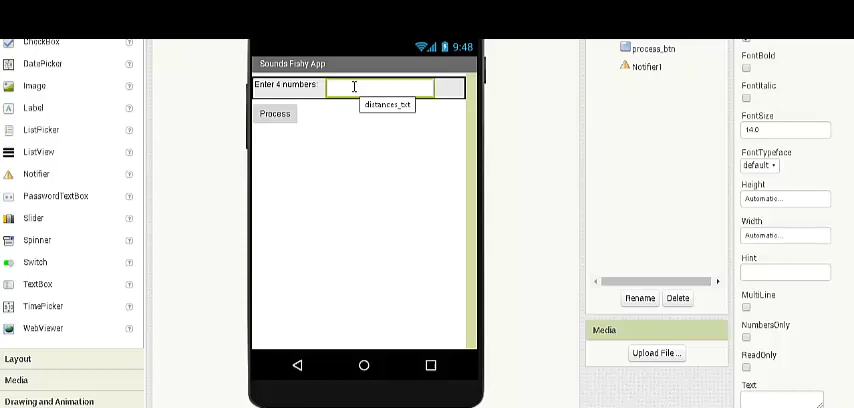 CheckBox
DatePicker
Image
Label
ListPicker
ListView
Notifier
PasswordTextBox
Slider
Spinner
Switch
TextBox
TimePicker
WebViewer
Layout
Media
Drawing and Animation
9:48
Sounds Fishy App
Enter 4 numbers:
distances_txt
Process
process_btn
Notifier1
Rename
Delete
Media
Upload File ...
FontBold
FontItalic
FontSize
14.0
FontTypeface
default
Height
Automatic...
Width
Automatic...
Hint
MultiLine
NumbersOnly
ReadOnly
Text